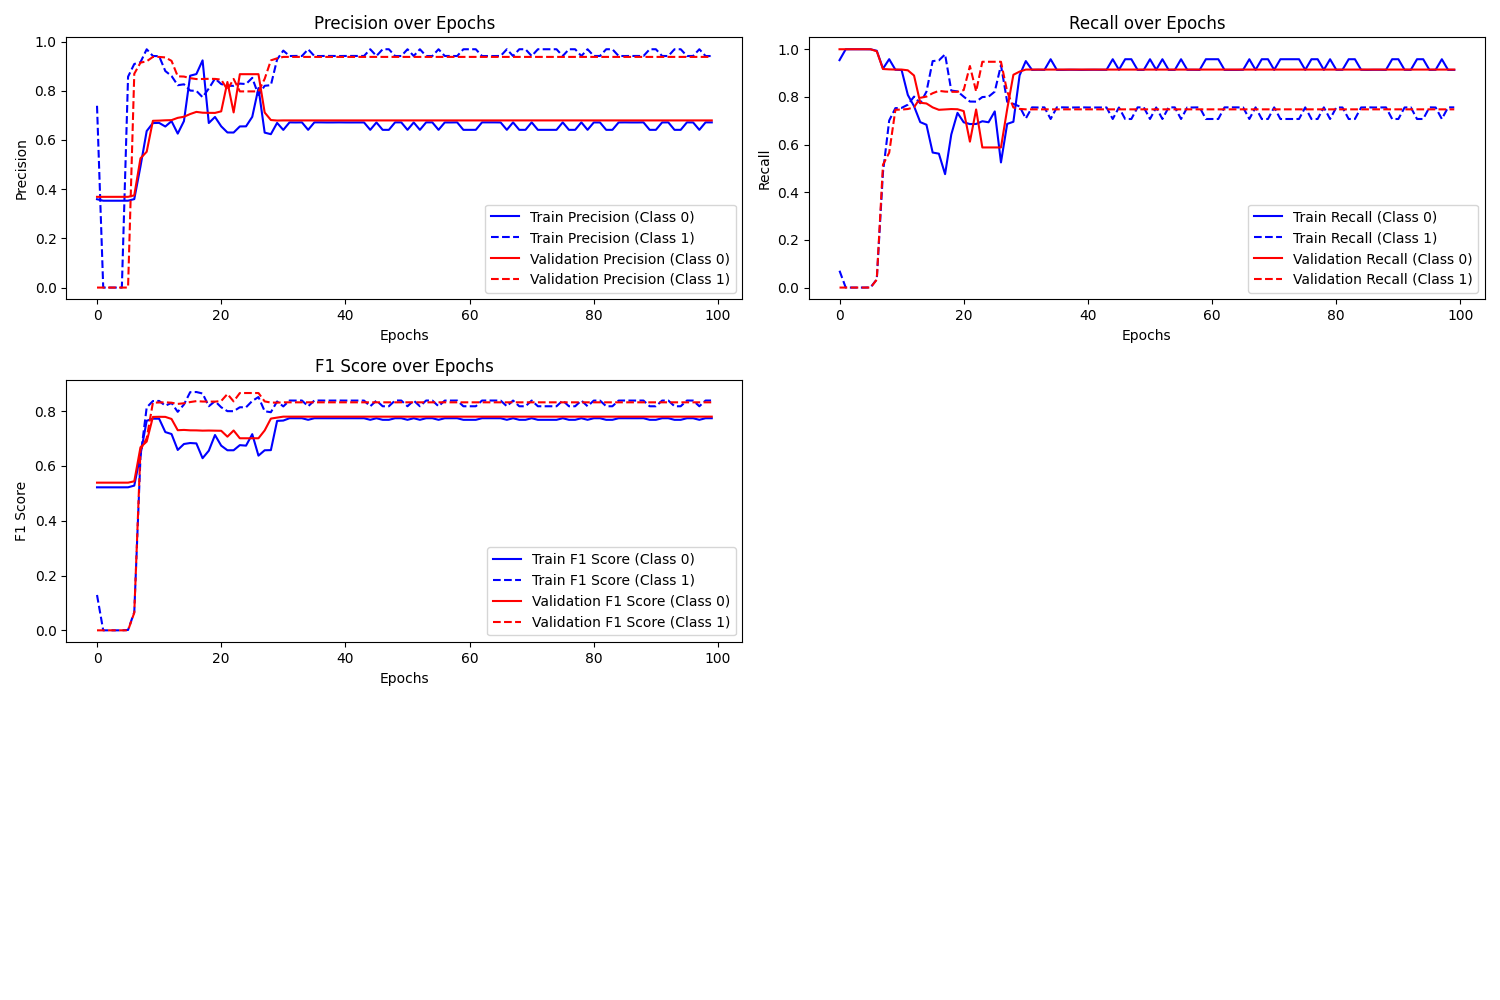 Precision over Epochs
Precision
1.0
0.8
0.6
0.4
0.2
0.0
0 20 40 60 80 100
Epochs
Train Precision (Class 0)
Train Precision (Class 1)
Validation Precision (Class 0)
Validation Precision (Class 1)
Recall over Epochs
Recall
1.0
0.8
0.6
0.4
0.2
0.0
0 20 40 60 80 100
Epochs
Train Recall (Class 0)
Train Recall (Class 1)
Validation Recall (Class 0)
Validation Recall (Class 1)
F1 Score over Epochs
F1 Score
0.8
0.6
0.4
0.2
0.0
0 20 40 60 80 100
Epochs
Train F1 Score (Class 0)
Train F1 Score (Class 1)
Validation F1 Score (Class 0)
Validation F1 Score (Class 1)